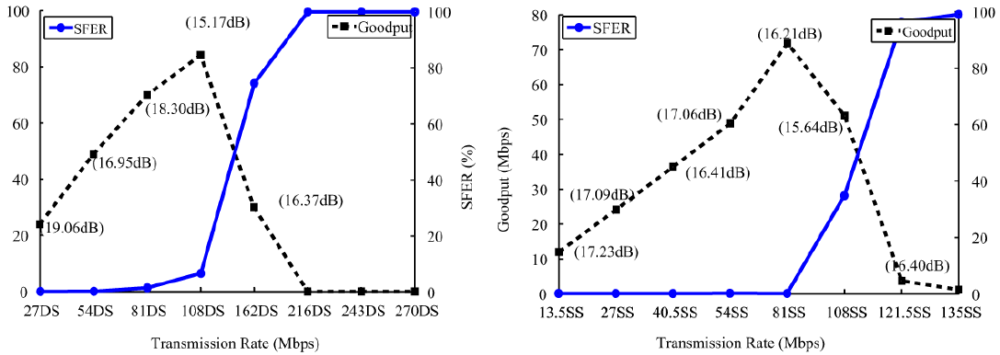 100
80
60
40
20
0
SFER
Goodput
(15.17dB)
(18.30dB)
(16.95dB)
(19.06dB)
(16.37dB)
100
80
60
40
20
0
SFER (%)
27DS 54DS 81DS 108DS 162DS 216DS 243DS 270DS
Transmission Rate (Mbps)
Goodput (Mbps)
80
70
60
50
40
30
20
10
0
SFER
Goodput
(16.21dB)
(17.06dB)
(15.64dB)
(16.41dB)
(17.09dB)
(17.23dB)
(16.40dB)
100
80
60
40
20
0
13.5SS 27SS 40.5SS 54SS 81SS 108SS 121.5SS 135SS
Transmission Rate (Mbps)